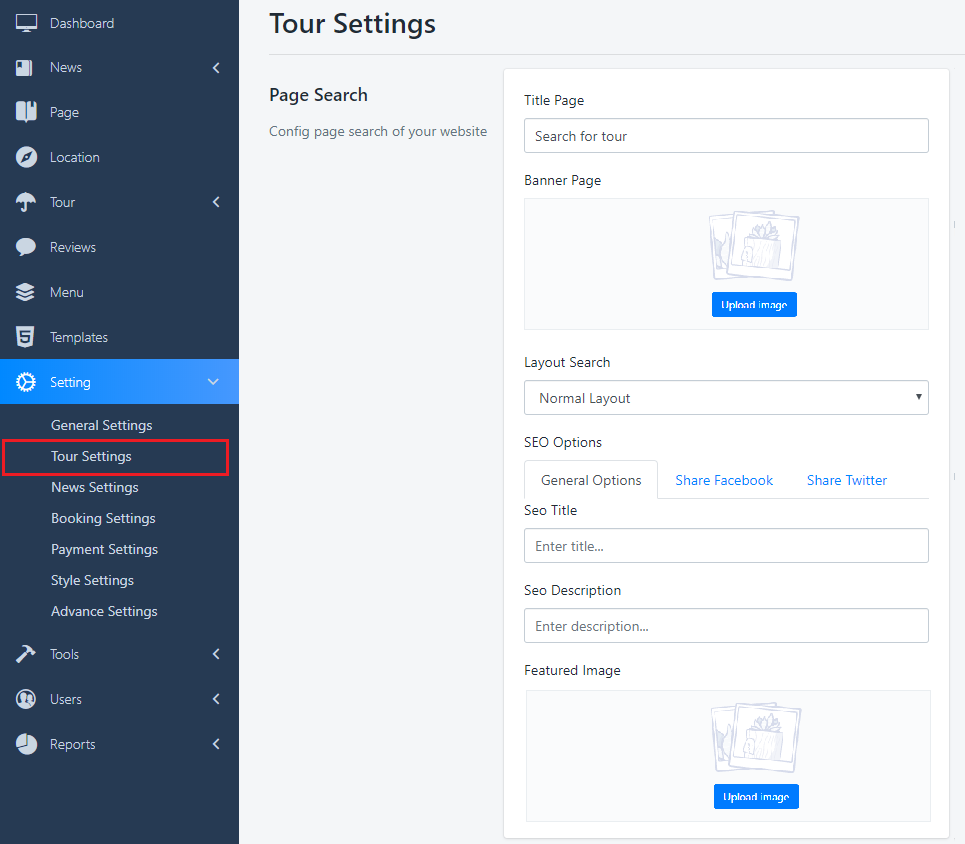 Dashboard
News
Page
Location
Tour
Reviews
Menu
Templates
Setting
General Settings
Tour Settings
News Settings
Booking Settings
Payment Settings
Style Settings
Advance Settings
Tools
Users
Reports
Tour Settings
Page Search
Config page search of your website
Title Page
Search for tour
Banner Page
Upload image
Layout Search
Normal Layout
SEO Options
General Options Share Facebook Share Twitter
Seo Title
Enter title...
Seo Description
Enter description...
Featured Image
Upload image